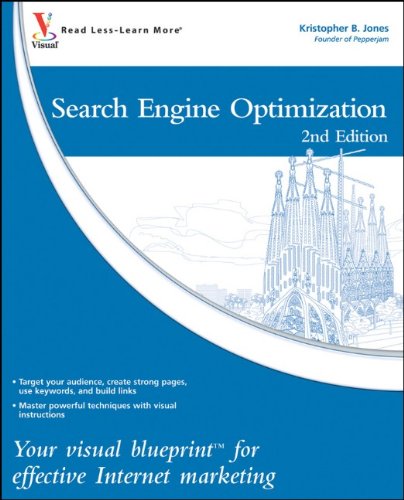 Visual
Read Less-Learn More®
Kristopher B. Jones
Founder of Pepperjam
Search Engine Optimization
2nd Edition
• Target your audience, create strong pages,
use keywords, and build links
• Master powerful techniques with visual
instructions
Your visual blueprint™ for
effective Internet marketing